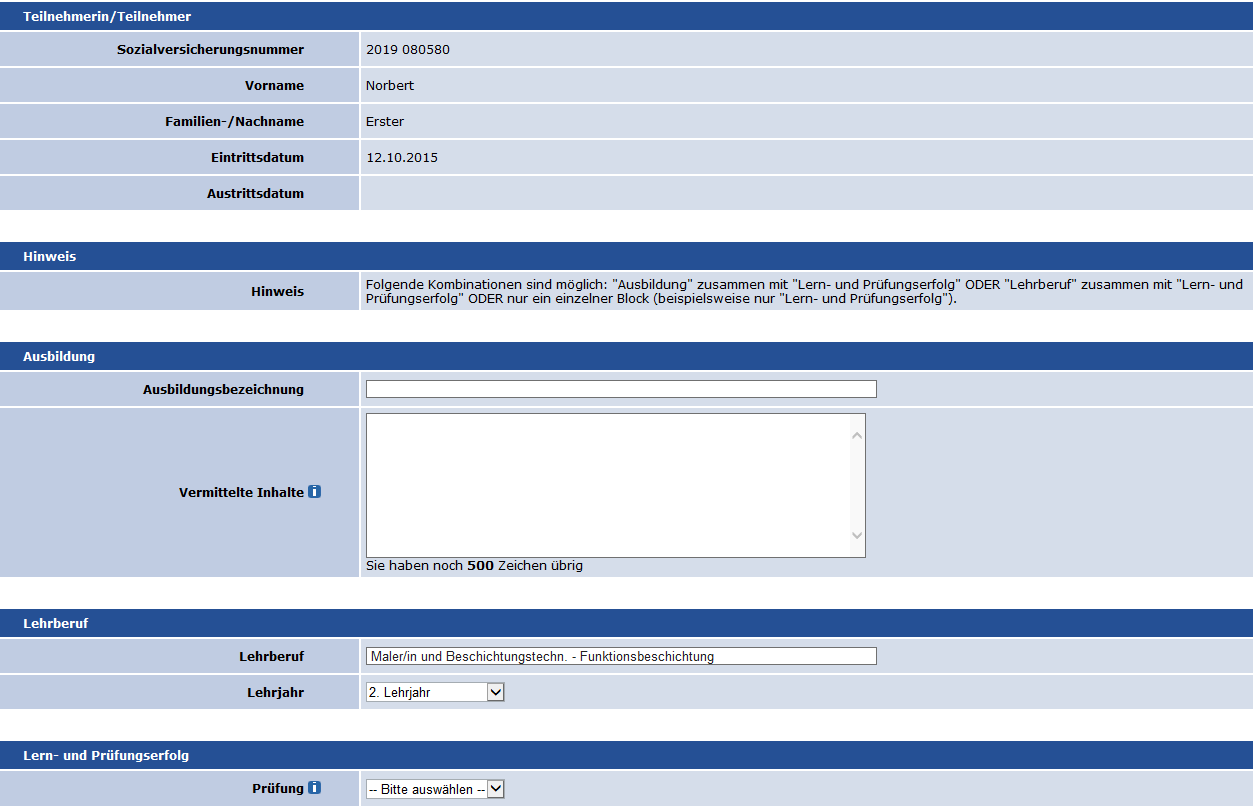 Teilnehmerin/Teilnehmer
Sozialversicherungsnummer 2019 080580
Vorname Norbert
Familien-/Nachname Erster
Eintrittsdatum 12.10.2015
Austrittsdatum
Hinweis
Hinweis Folgende Kombinationen sind möglich: "Ausbildung" zusammen mit "Lern- und Prüfungserfolg" ODER "Lehrberuf" zusammen mit "Lern- und
Prüfungserfolg" ODER nur ein einzelner Block (beispielsweise nur "Lern- und Prüfungserfolg").
Ausbildung
Ausbildungsbezeichnung
Vermittelte Inhalte i
Sie haben noch 500 Zeichen übrig
Lehrberuf
Lehrberuf Maler/in und Beschichtungstechn. - Funktionsbeschichtung
Lehrjahr 2. Lehrjahr
Lern- und Prüfungserfolg
Prüfung i -- Bitte auswählen --